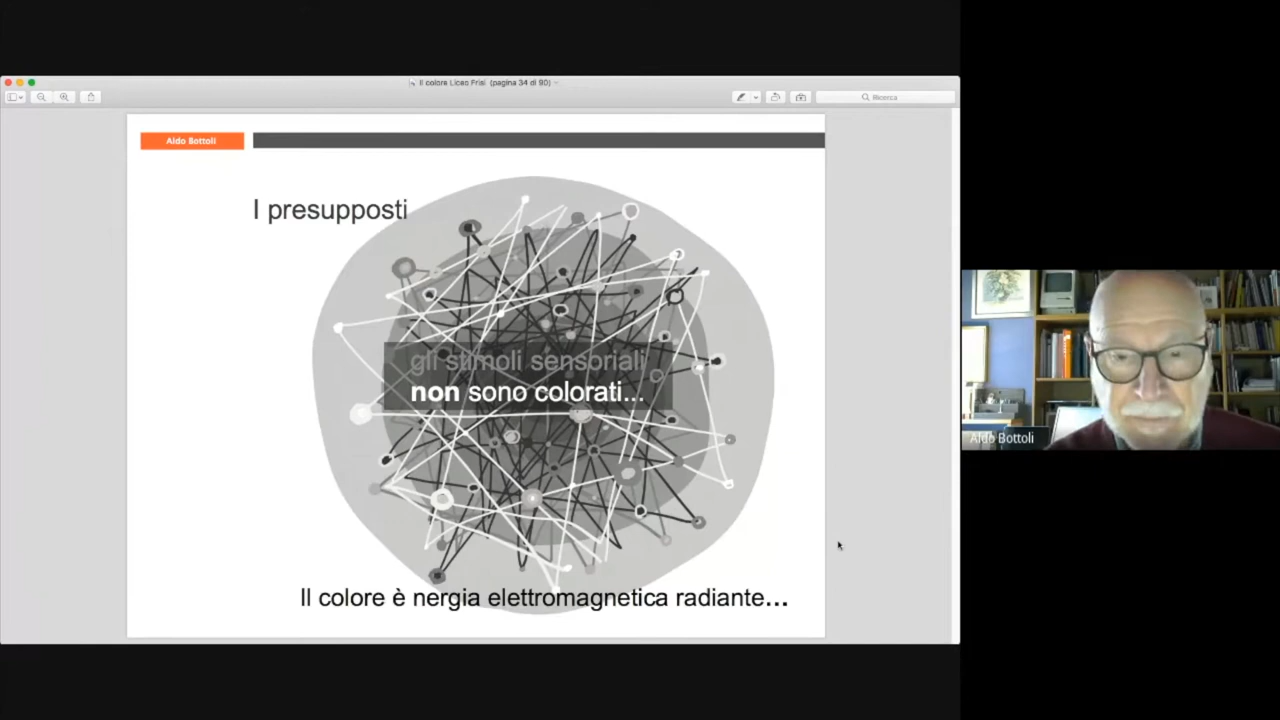 Il colore Liceo Frisi (pagina 34 di 90)
Ricerca
Aldo Bottoli
I presupposti
gli stimoli sensoriali
non sono colorati...
Il colore è nergia elettromagnetica radiante...
Aldo Bottoli